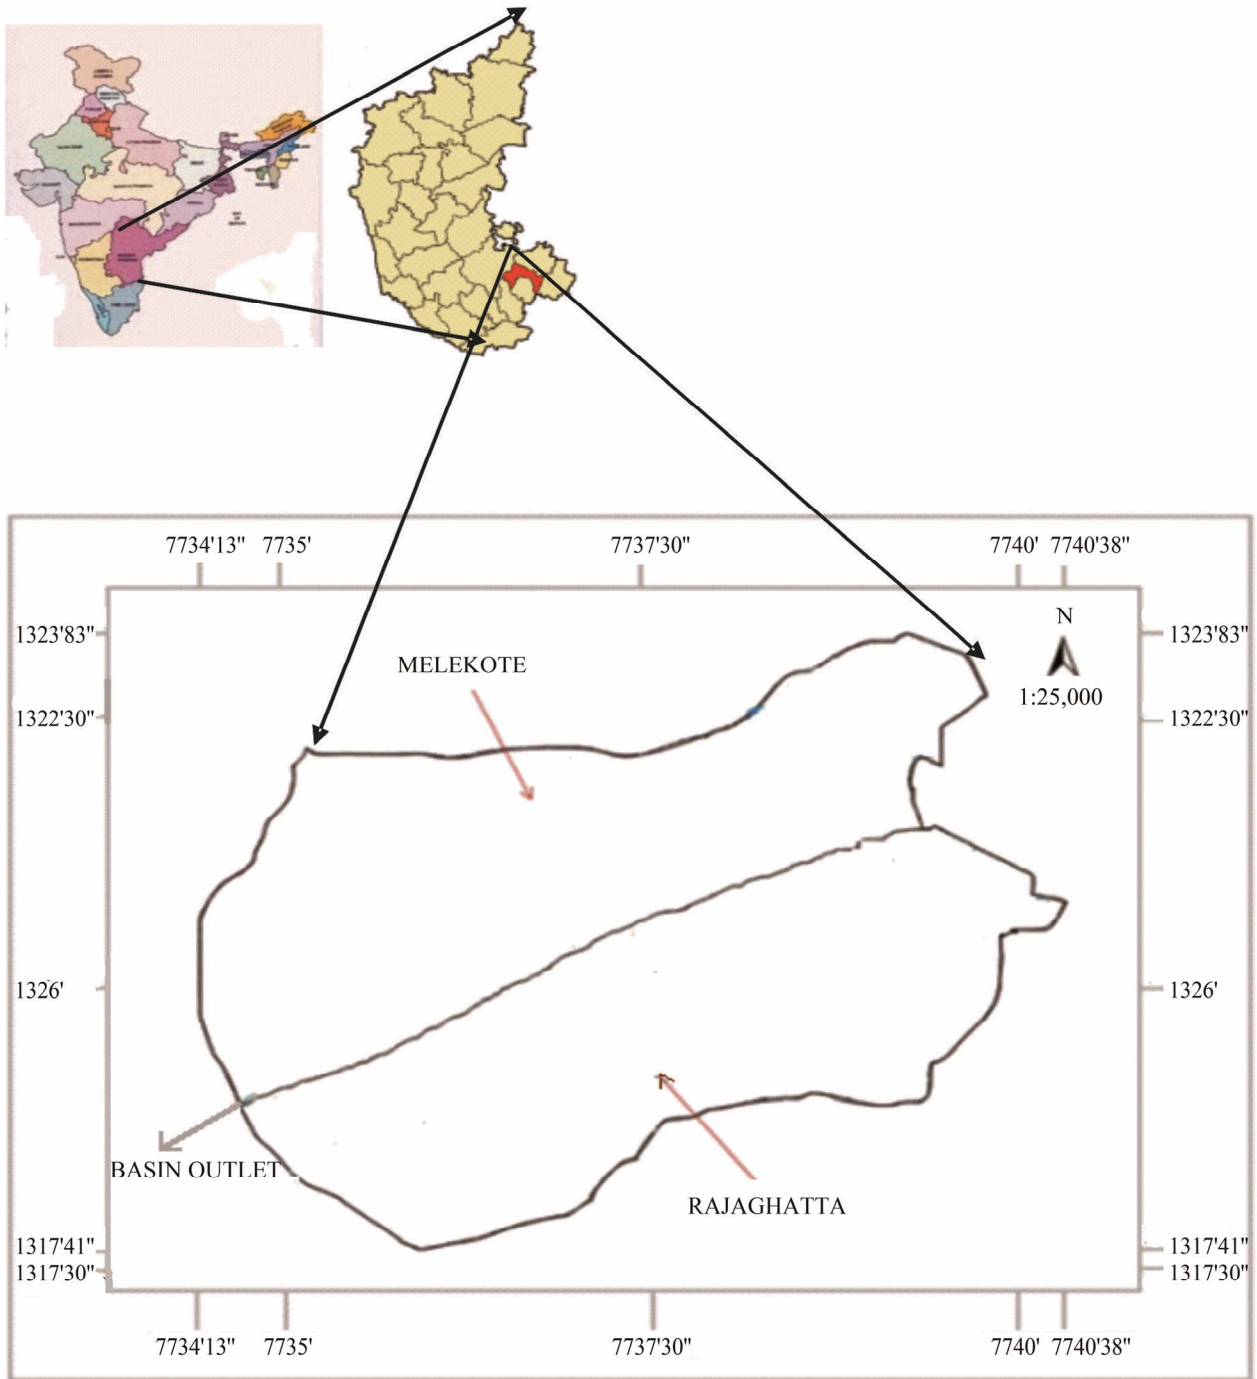 7734'13" 7735' 7737'30" 7740' 7740'38"
1323'83" 1323'83"
N
1:25,000
MELEKOTE
1322'30" 1322'30"
1326' 1326'
BASIN OUTLET
RAJAGHATTA
1317'41" 1317'41"
1317'30" 1317'30"
7734'13" 7735' 7737'30" 7740' 7740'38"